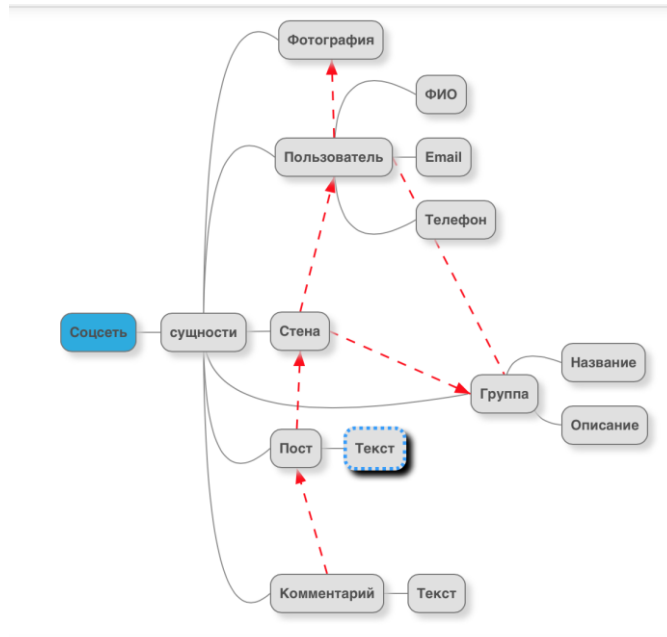 Фотография
ФИО
Пользователь
Email
Телефон
Соцсеть
сущности
Стена
Название
Группа
Описание
Пост
Текст
Комментарий
Текст